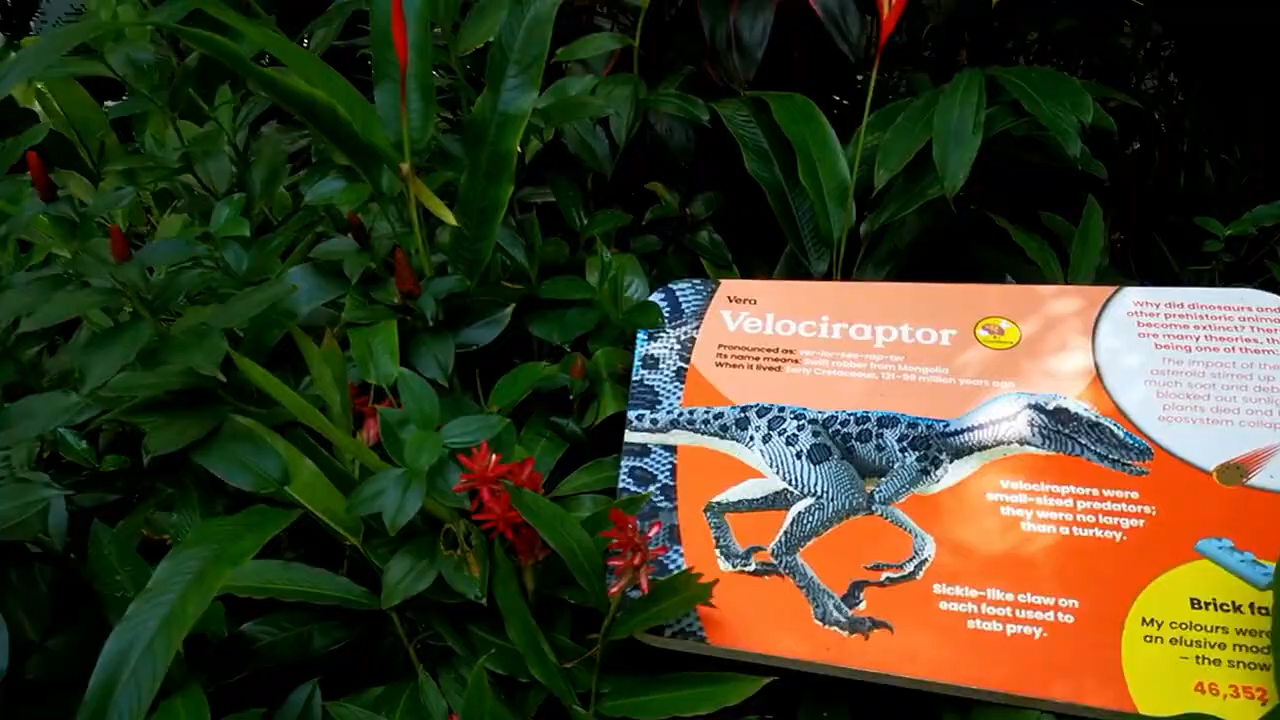 Vera
Velociraptor
Pronounced as: ver-lor-see-rap-tor
Its name means: Swift robber from Mongolia
When it lived: Early Cretaceous, 121–99 million years ago
Why did dinosaurs and
other prehistoric anima
become extinct? Ther
are many theories, th
being one of them
The impact of the
asteroid stirred up
much soot and deb
blocked out sunli
plants died and
ecosystem collap
Velociraptors were
small-sized predators;
they were no larger
than a turkey.
Sickle-like claw on
each foot used to
stab prey.
Brick fa
My colours were
an elusive mod
– the snow
46,352